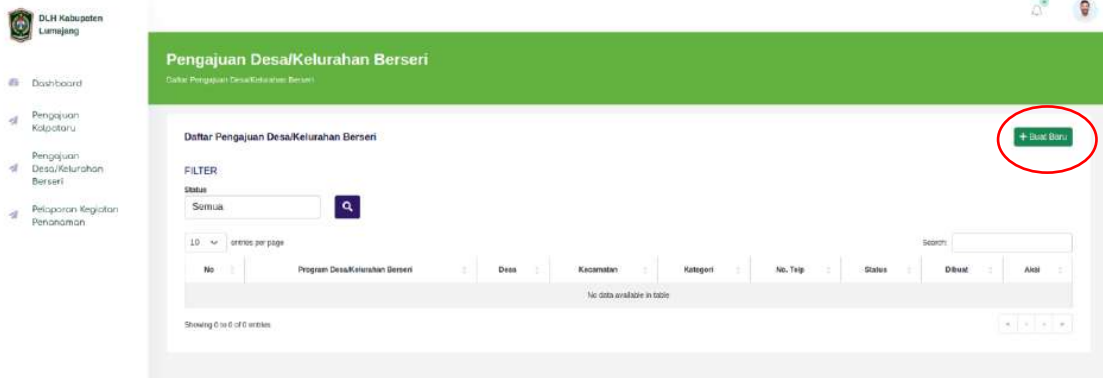 DLH Kabupaten
Lumajang
Dashboard
Pengajuan
Kalpataru
Pengajuan
Desa/Kelurahan
Berseri
Pelaporan Kegiatan
Penanaman
Pengajuan Desa/Kelurahan Berseri
Daftar Pengajuan Desa/Kelurahan Berseri
Daftar Pengajuan Desa/Kelurahan Berseri
+ Buat Baru
FILTER
Status
Semua
10 entries per page
Search:
No Program Desa/Kelurahan Berseri Desa Kecamatan Kategori No. Telp Status Dibuat Aksi
No data available in table
Showing 0 to 0 of 0 entries
« ‹ › »